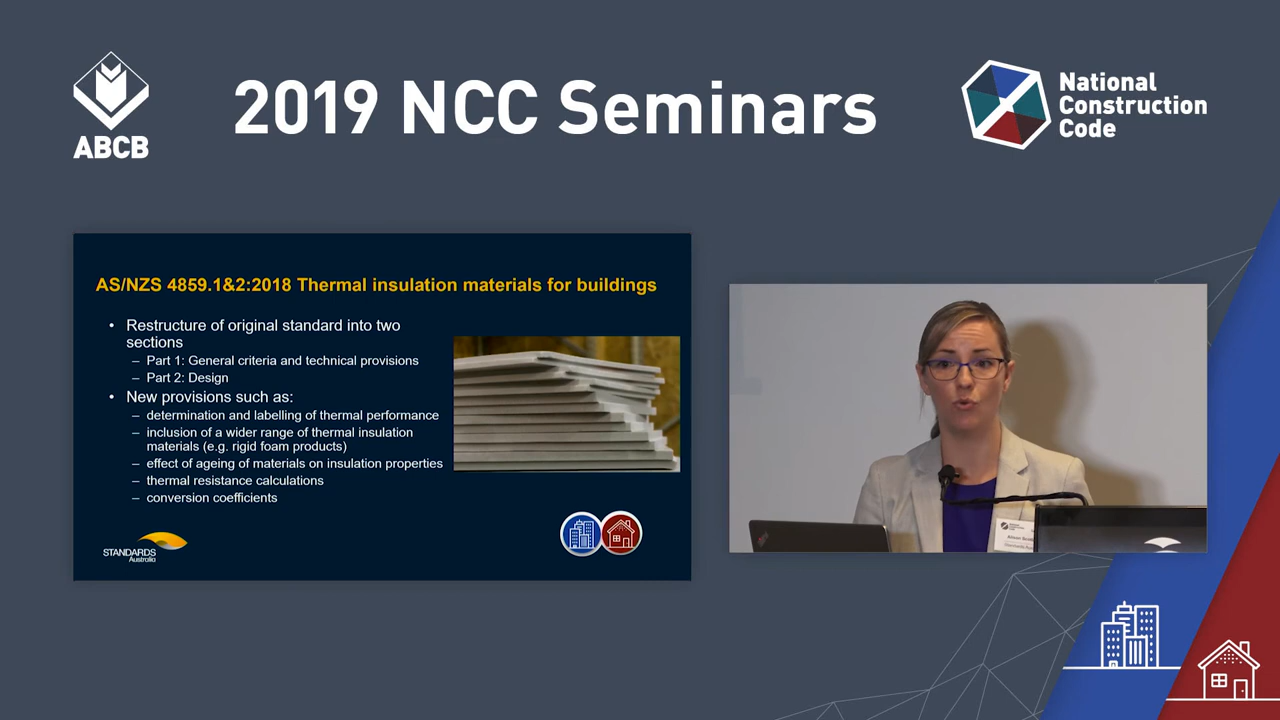 ABCB
2019 NCC Seminars
National
Construction
Code
AS/NZS 4859.1&2:2018 Thermal insulation materials for buildings
• Restructure of original standard into two
sections
– Part 1: General criteria and technical provisions
– Part 2: Design
• New provisions such as:
– determination and labelling of thermal performance
– inclusion of a wider range of thermal insulation
materials (e.g. rigid foam products)
– effect of ageing of materials on insulation properties
– thermal resistance calculations
– conversion coefficients
STANDARDS
Australia